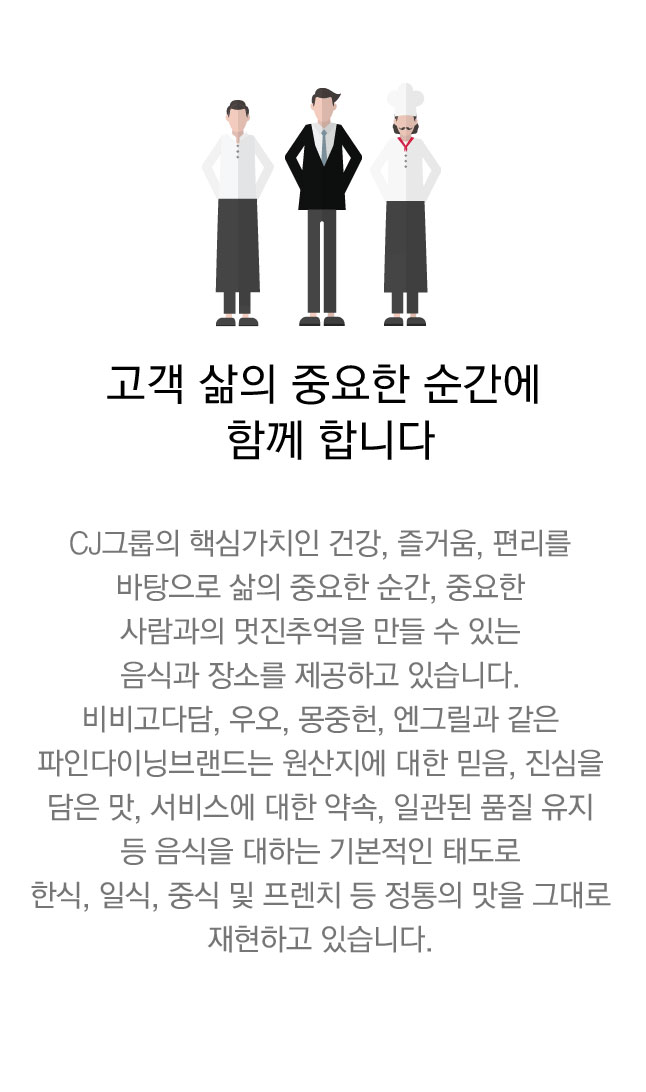 고객 삶의 중요한 순간에
함께 합니다
CJ그룹의 핵심가치인 건강, 즐거움, 편리를
바탕으로 삶의 중요한 순간, 중요한
사람과의 멋진추억을 만들 수 있는
음식과 장소를 제공하고 있습니다.
비비고다담, 우오, 몽중헌, 엔그릴과 같은
파인다이닝브랜드는 원산지에 대한 믿음, 진심을
담은 맛, 서비스에 대한 약속, 일관된 품질 유지
등 음식을 대하는 기본적인 태도로
한식, 일식, 중식 및 프렌치 등 정통의 맛을 그대로
재현하고 있습니다.